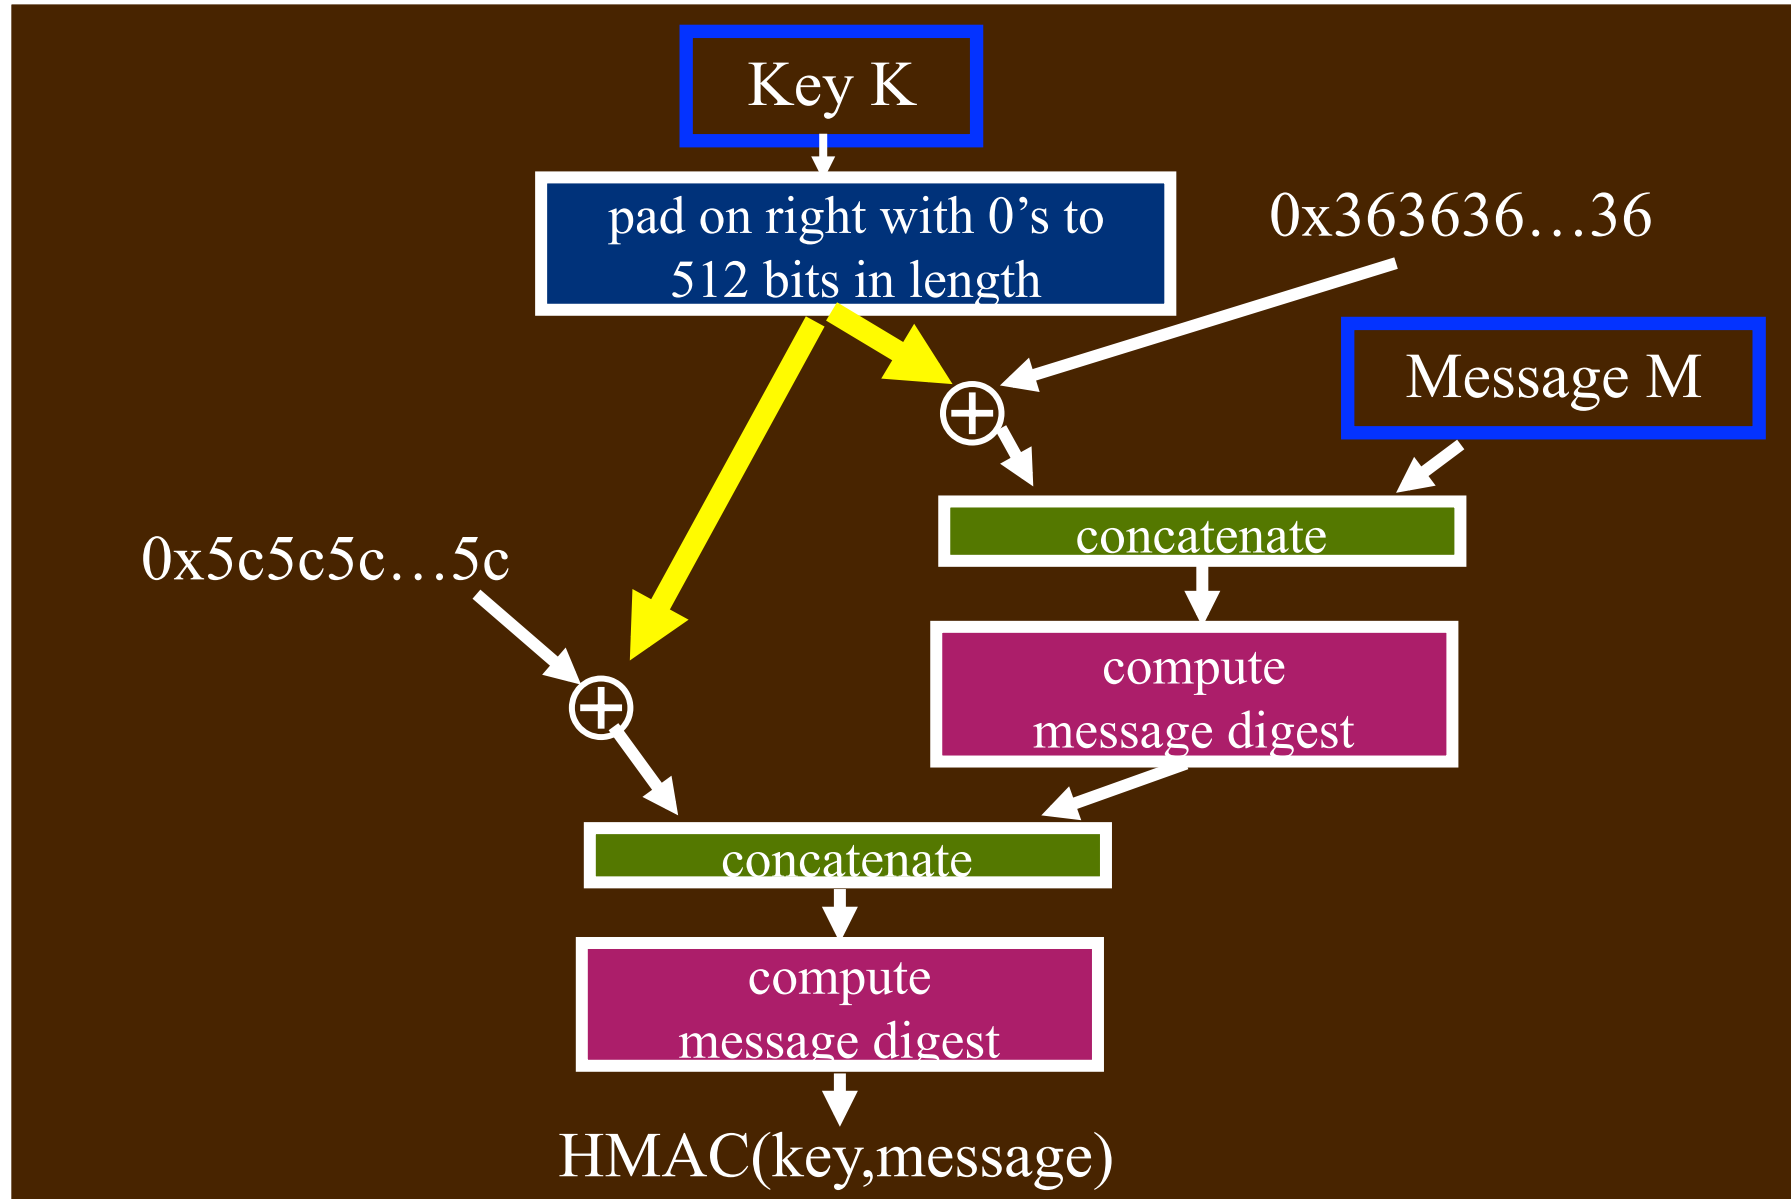 Key K
pad on right with 0’s to
512 bits in length
0x363636…36
Message M
concatenate
0x5c5c5c…5c
compute
message digest
concatenate
compute
message digest
HMAC(key,message)